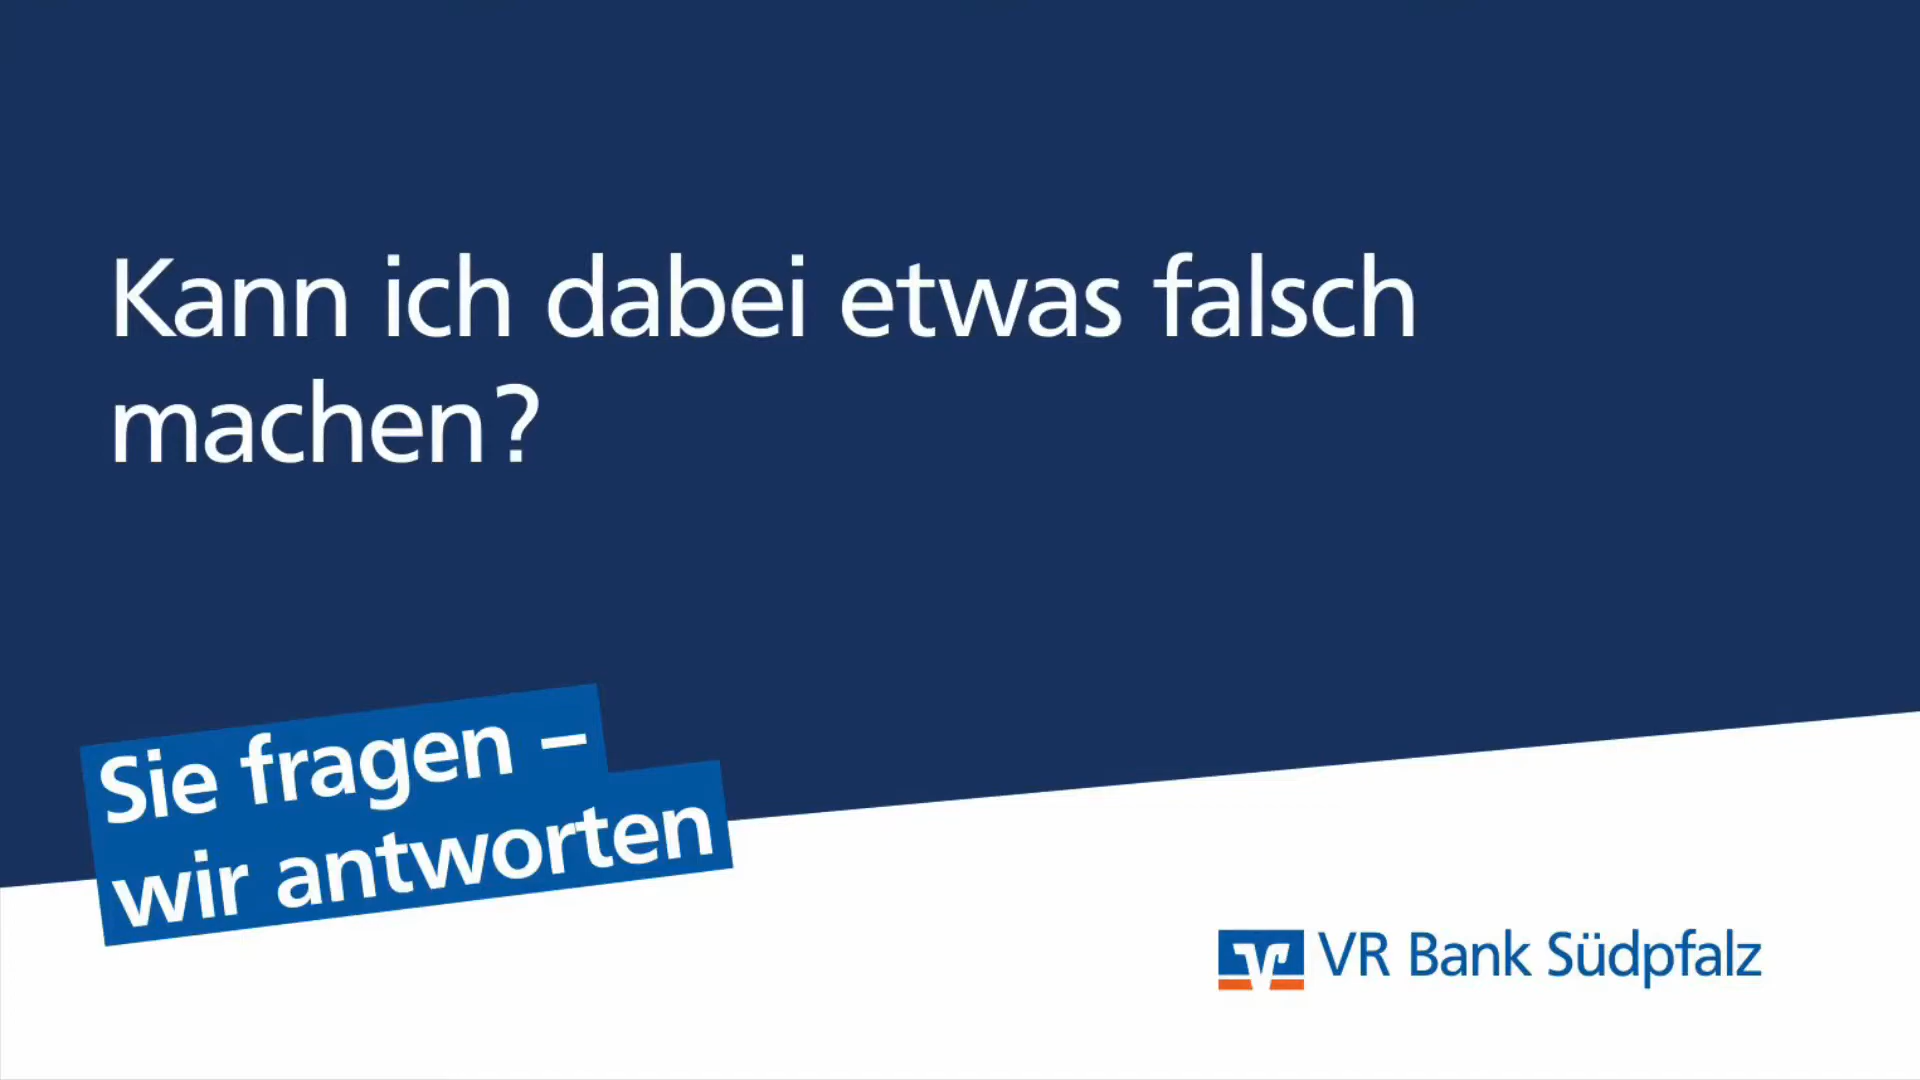 Kann ich dabei etwas falsch
machen?
Sie fragen –
wir antworten
VR Bank Südpfalz